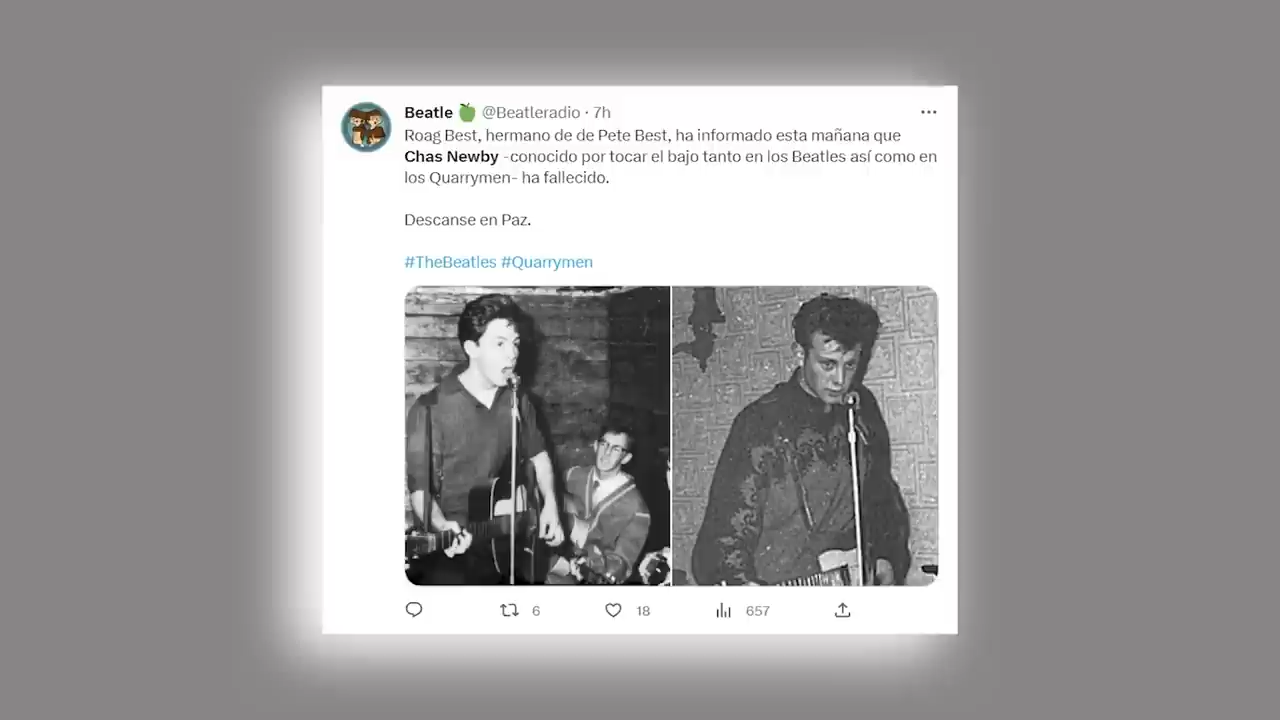 Beatle 🍏 @Beatleradio · 7h
Roag Best, hermano de de Pete Best, ha informado esta mañana que
Chas Newby -conocido por tocar el bajo tanto en los Beatles así como en
los Quarrymen- ha fallecido.
Descanse en Paz.
#TheBeatles #Quarrymen
6 18 657